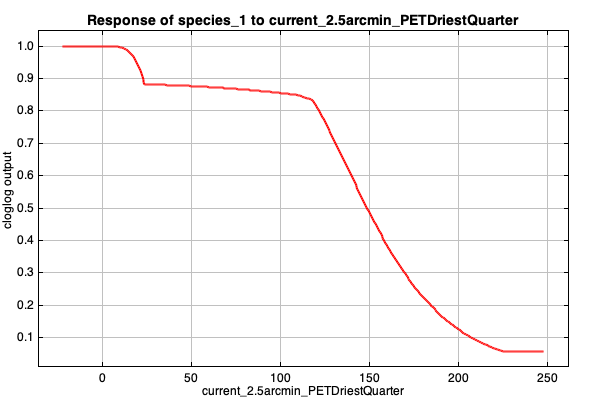 Response of species_1 to current_2.5arcmin_PETDriestQuarter
1.0
0.9
0.8
0.7
0.6
0.5
0.4
0.3
0.2
0.1
cloglog output
0 50 100 150 200 250
current_2.5arcmin_PETDriestQuarter